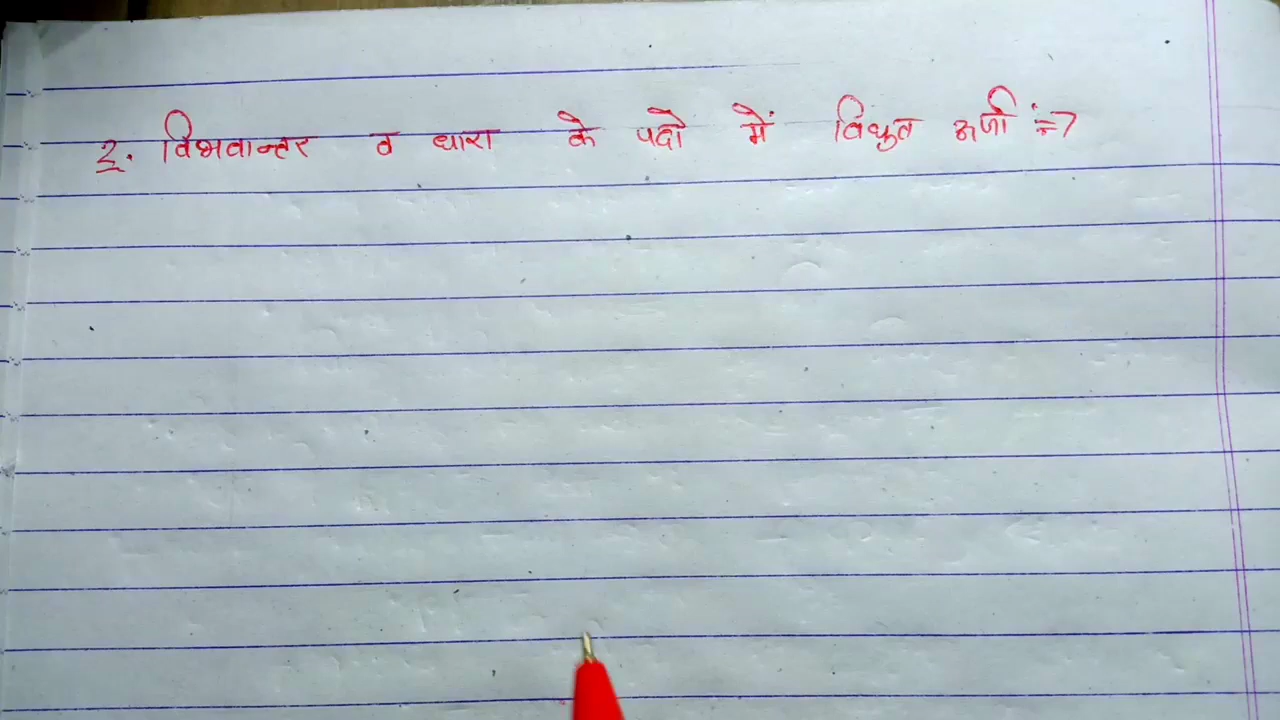 2. विभवान्तर व धारा के पदो में विधुत ऊर्जा :->